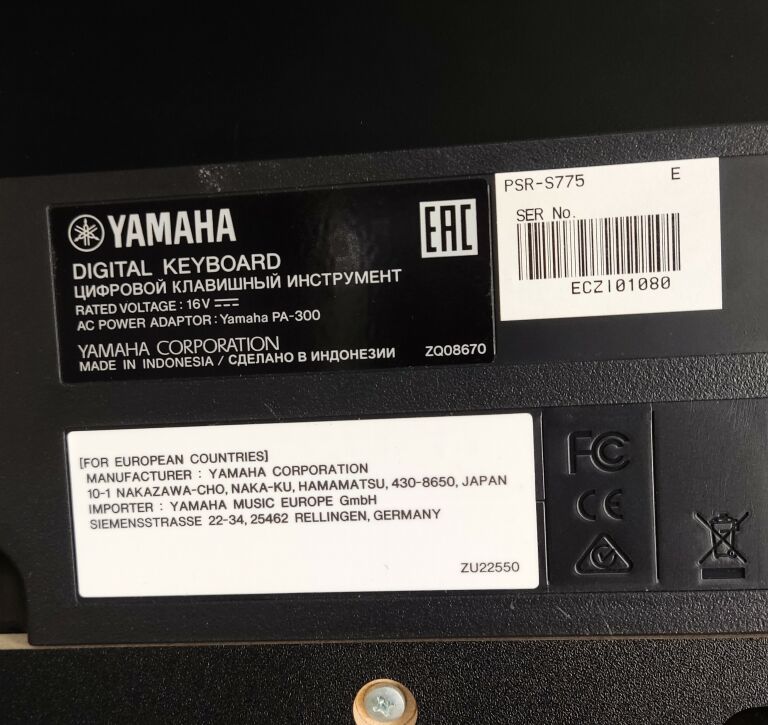 YAMAHA
EAC
DIGITAL KEYBOARD
ЦИФРОВОЙ КЛАВИШНЫЙ ИНСТРУМЕНТ
RATED VOLTAGE : 16V
AC POWER ADAPTOR : Yamaha PA-300
YAMAHA CORPORATION
MADE IN INDONESIA / СДЕЛАНО В ИНДОНЕЗИИ
ZQ08670
PSR-S775 E
SER No.
ECZI01080
[FOR EUROPEAN COUNTRIES]
MANUFACTURER : YAMAHA CORPORATION
10-1 NAKAZAWA-CHO, NAKA-KU, HAMAMATSU, 430-8650, JAPAN
IMPORTER : YAMAHA MUSIC EUROPE GmbH
SIEMENSSTRASSE 22-34, 25462 RELLINGEN, GERMANY
ZU22550
FC
CE